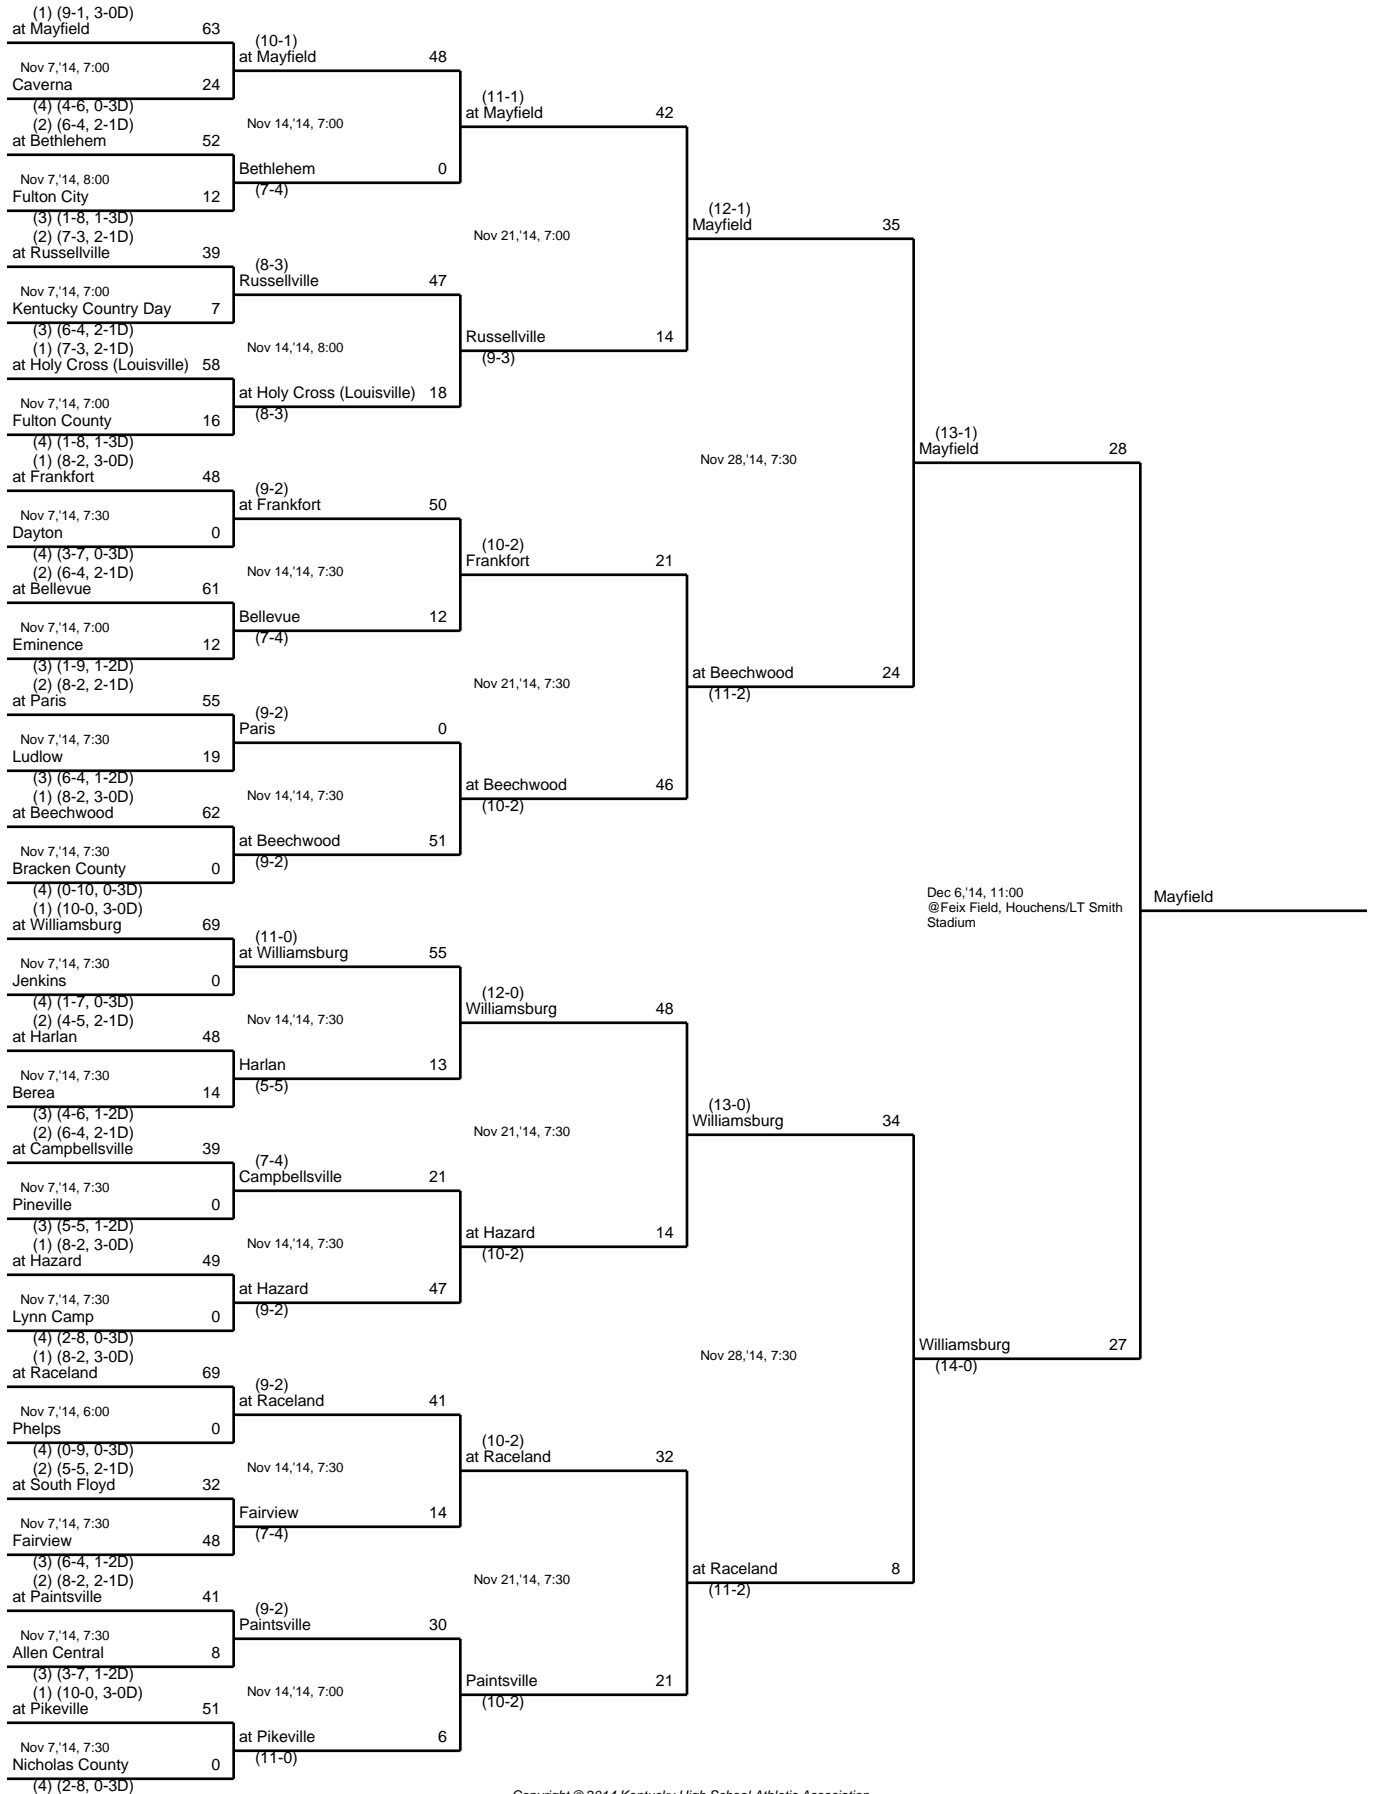 (1) (9-1, 3-0D)
at Mayfield 63
Nov 7,'14, 7:00
Caverna 24
(4) (4-6, 0-3D)
(2) (6-4, 2-1D)
at Bethlehem 52
Nov 7,'14, 8:00
Fulton City 12
(3) (1-8, 1-3D)
(2) (7-3, 2-1D)
at Russellville 39
Nov 7,'14, 7:00
Kentucky Country Day 7
(3) (6-4, 2-1D)
(1) (7-3, 2-1D)
at Holy Cross (Louisville) 58
Nov 7,'14, 7:00
Fulton County 16
(4) (1-8, 1-3D)
(1) (8-2, 3-0D)
at Frankfort 48
Nov 7,'14, 7:30
Dayton 0
(4) (3-7, 0-3D)
(2) (6-4, 2-1D)
at Bellevue 61
Nov 7,'14, 7:00
Eminence 12
(3) (1-9, 1-2D)
(2) (8-2, 2-1D)
at Paris 55
Nov 7,'14, 7:30
Ludlow 19
(3) (6-4, 1-2D)
(1) (8-2, 3-0D)
at Beechwood 62
Nov 7,'14, 7:30
Bracken County 0
(4) (0-10, 0-3D)
(1) (10-0, 3-0D)
at Williamsburg 69
Nov 7,'14, 7:30
Jenkins 0
(4) (1-7, 0-3D)
(2) (4-5, 2-1D)
at Harlan 48
Nov 7,'14, 7:30
Berea 14
(3) (4-6, 1-2D)
(2) (6-4, 2-1D)
at Campbellsville 39
Nov 7,'14, 7:30
Pineville 0
(3) (5-5, 1-2D)
(1) (8-2, 3-0D)
at Hazard 49
Nov 7,'14, 7:30
Lynn Camp 0
(4) (2-8, 0-3D)
(1) (8-2, 3-0D)
at Raceland 69
Nov 7,'14, 6:00
Phelps 0
(4) (0-9, 0-3D)
(2) (5-5, 2-1D)
at South Floyd 32
Nov 7,'14, 7:30
Fairview 48
(3) (6-4, 1-2D)
(2) (8-2, 2-1D)
at Paintsville 41
Nov 7,'14, 7:30
Allen Central 8
(3) (3-7, 1-2D)
(1) (10-0, 3-0D)
at Pikeville 51
Nov 7,'14, 7:30
Nicholas County 0
(4) (2-8, 0-3D)
(10-1)
at Mayfield 48
Nov 14,'14, 7:00
Bethlehem 0
(7-4)
(8-3)
Russellville 47
Nov 14,'14, 8:00
at Holy Cross (Louisville) 18
(8-3)
(9-2)
at Frankfort 50
Nov 14,'14, 7:30
Bellevue 12
(7-4)
(9-2)
Paris 0
Nov 14,'14, 7:30
at Beechwood 51
(9-2)
(11-0)
at Williamsburg 55
Nov 14,'14, 7:30
Harlan 13
(5-5)
(7-4)
Campbellsville 21
Nov 14,'14, 7:30
at Hazard 47
(9-2)
(9-2)
at Raceland 41
Nov 14,'14, 7:30
Fairview 14
(7-4)
(9-2)
Paintsville 30
Nov 14,'14, 7:00
at Pikeville 6
(11-0)
(11-1)
at Mayfield 42
Nov 21,'14, 7:00
Russellville 14
(9-3)
(10-2)
Frankfort 21
Nov 21,'14, 7:30
at Beechwood 46
(10-2)
(12-0)
Williamsburg 48
Nov 21,'14, 7:30
at Hazard 14
(10-2)
(10-2)
at Raceland 32
Nov 21,'14, 7:30
Paintsville 21
(10-2)
(12-1)
Mayfield 35
Nov 28,'14, 7:30
at Beechwood 24
(11-2)
(13-0)
Williamsburg 34
Nov 28,'14, 7:30
at Raceland 8
(11-2)
(13-1)
Mayfield 28
Dec 6,'14, 11:00
@Feix Field, Houchens/LT Smith
Stadium
Williamsburg 27
(14-0)
Mayfield
Copyright © 2014 Kentucky High School Athletic Association